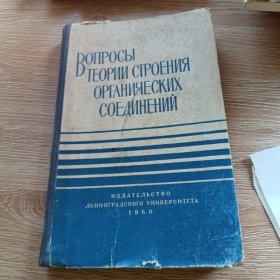 Вопросы
теории строения
органических
соединений
издательство
ленинградского университета
1960